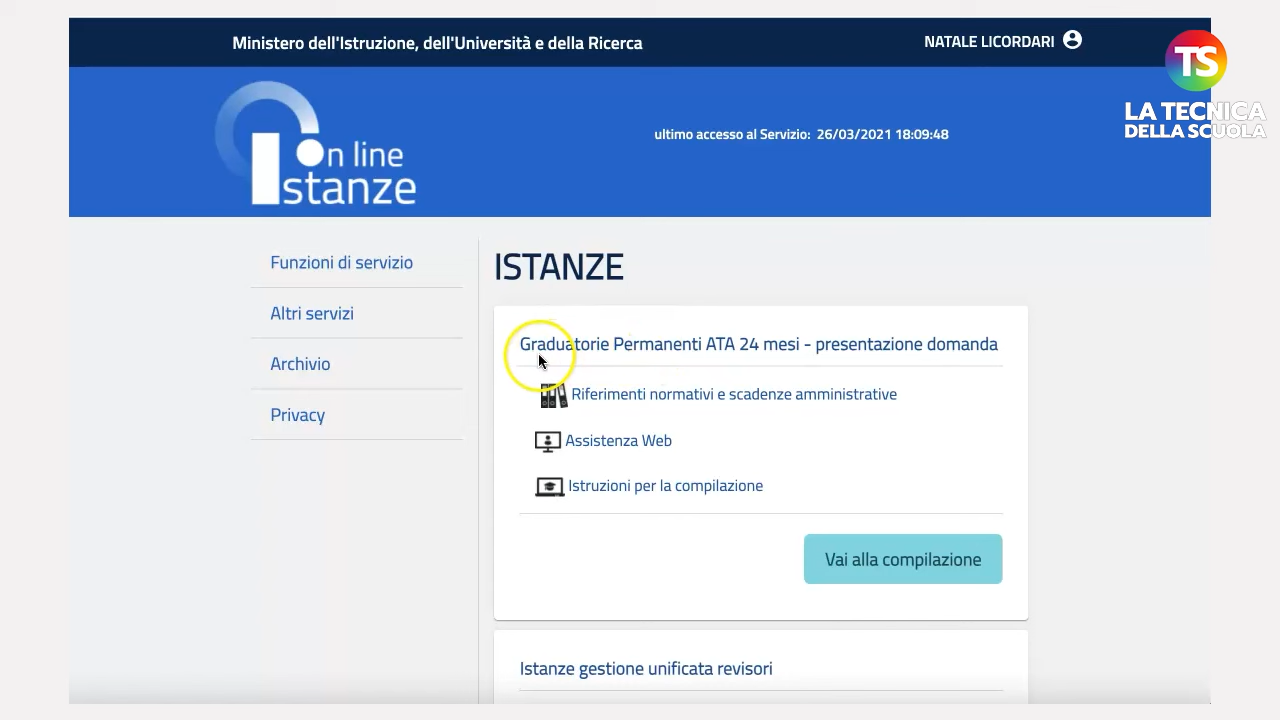 Ministero dell'Istruzione, dell'Università e della Ricerca
NATALE LICORDARI
TS
LA TECNICA
DELLA SCUOLA
On line
Istanze
ultimo accesso al Servizio: 26/03/2021 18:09:48
Funzioni di servizio
Altri servizi
Archivio
Privacy
ISTANZE
Graduatorie Permanenti ATA 24 mesi - presentazione domanda
Riferimenti normativi e scadenze amministrative
Assistenza Web
Istruzioni per la compilazione
Vai alla compilazione
Istanze gestione unificata revisori